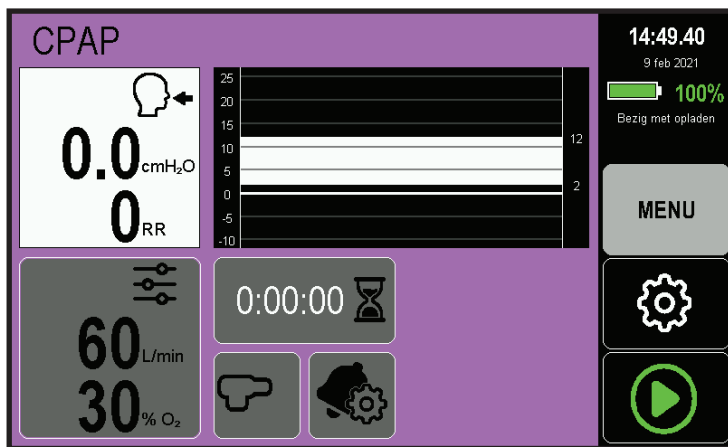 CPAP
14:49.40
9 feb 2021
100%
Bezig met opladen
0.0 cmH₂O
0 RR
25
20
15
10
5
0
-5
-10
12
2
MENU
60 L/min
30 % O₂
0:00:00